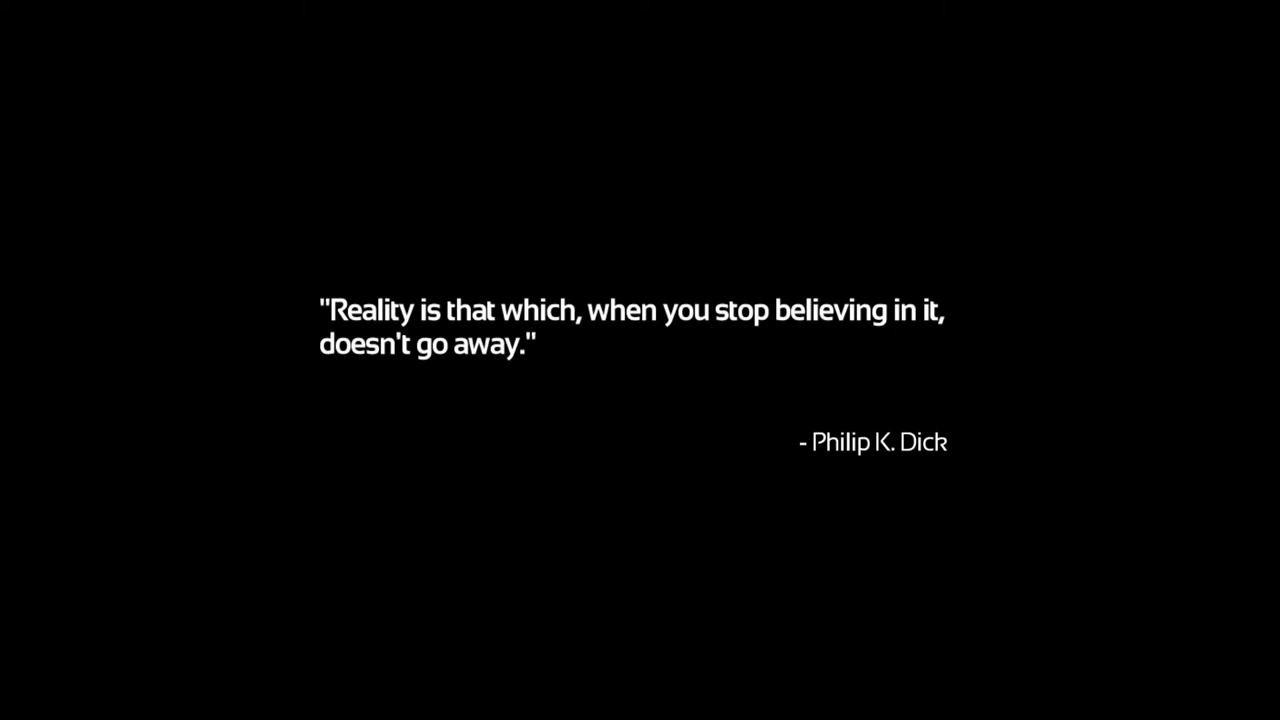 "Reality is that which, when you stop believing in it,
doesn't go away."
- Philip K. Dick